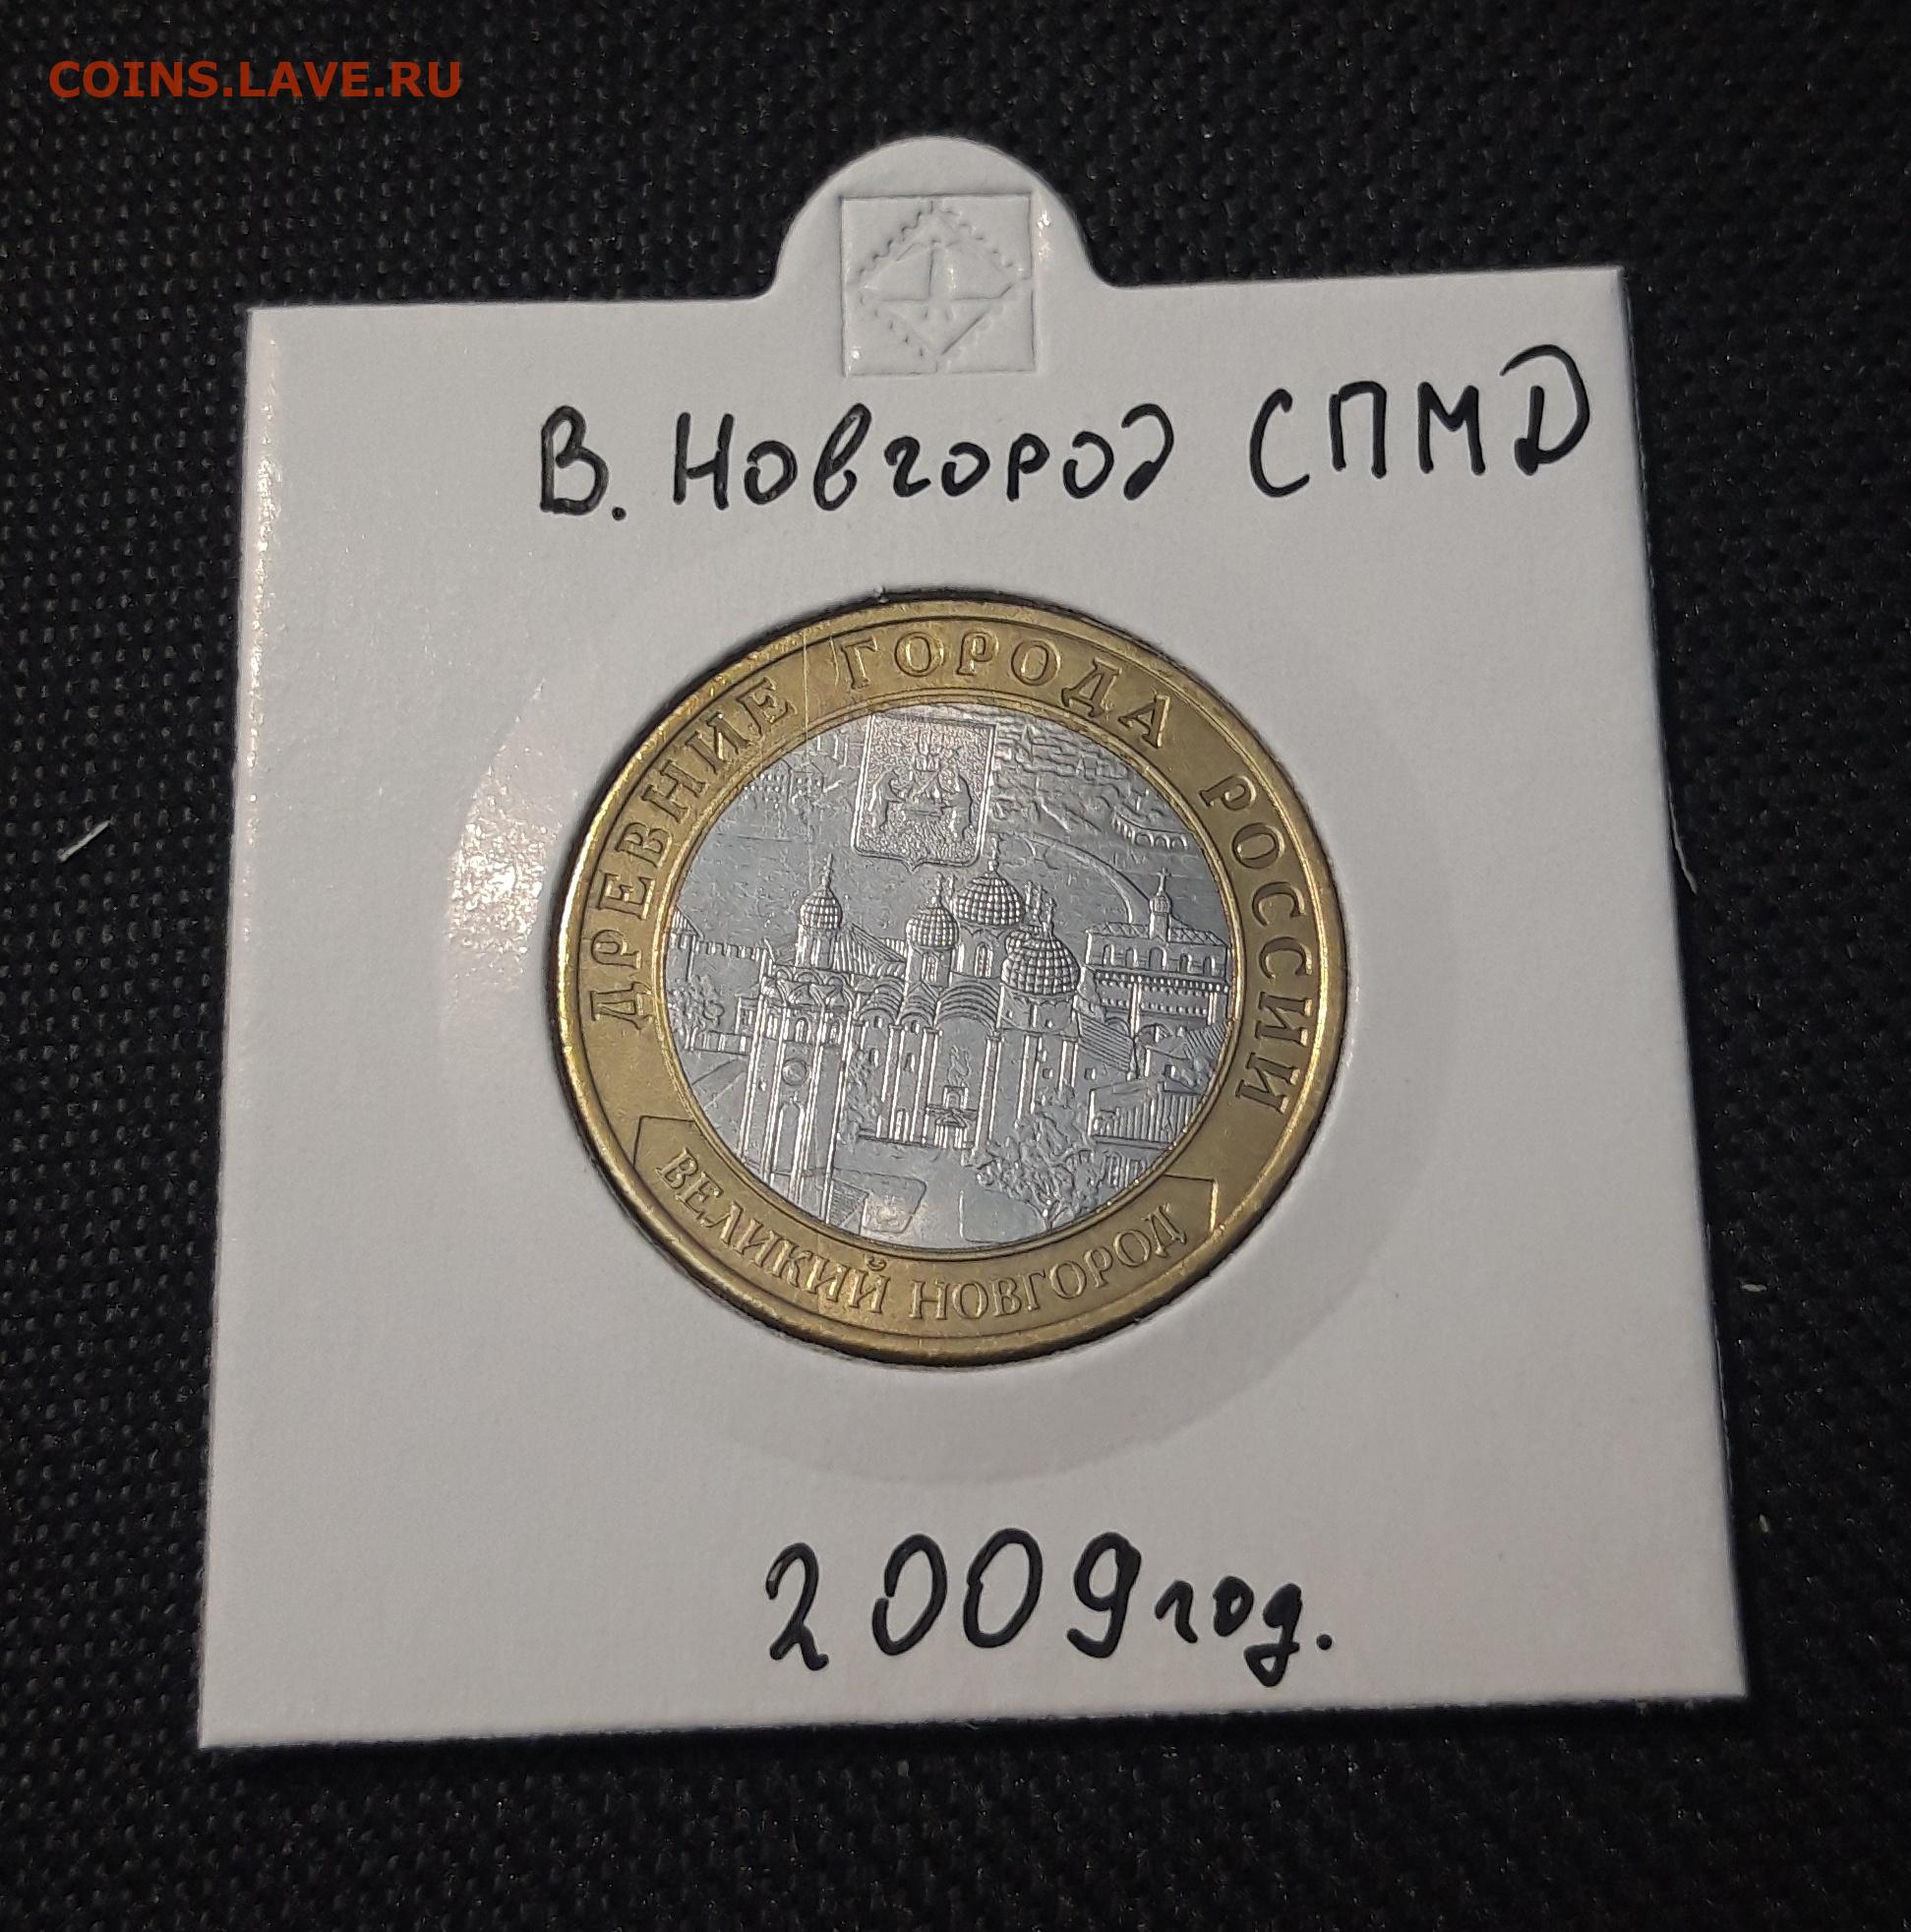 COINS.LAVE.RU
В. Новгород СПМД
ДРЕВНИЕ ГОРОДА РОССИИ
ВЕЛИКИЙ НОВГОРОД
2009 год.